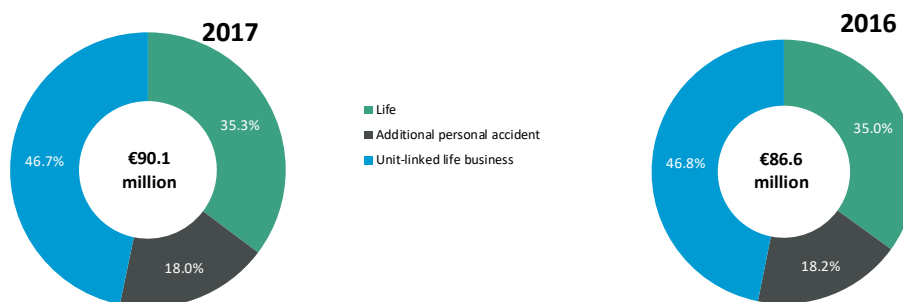 2017
35.3%
46.7%
€90.1
million
18.0%
Life
Additional personal accident
Unit-linked life business
2016
35.0%
46.8%
€86.6
million
18.2%